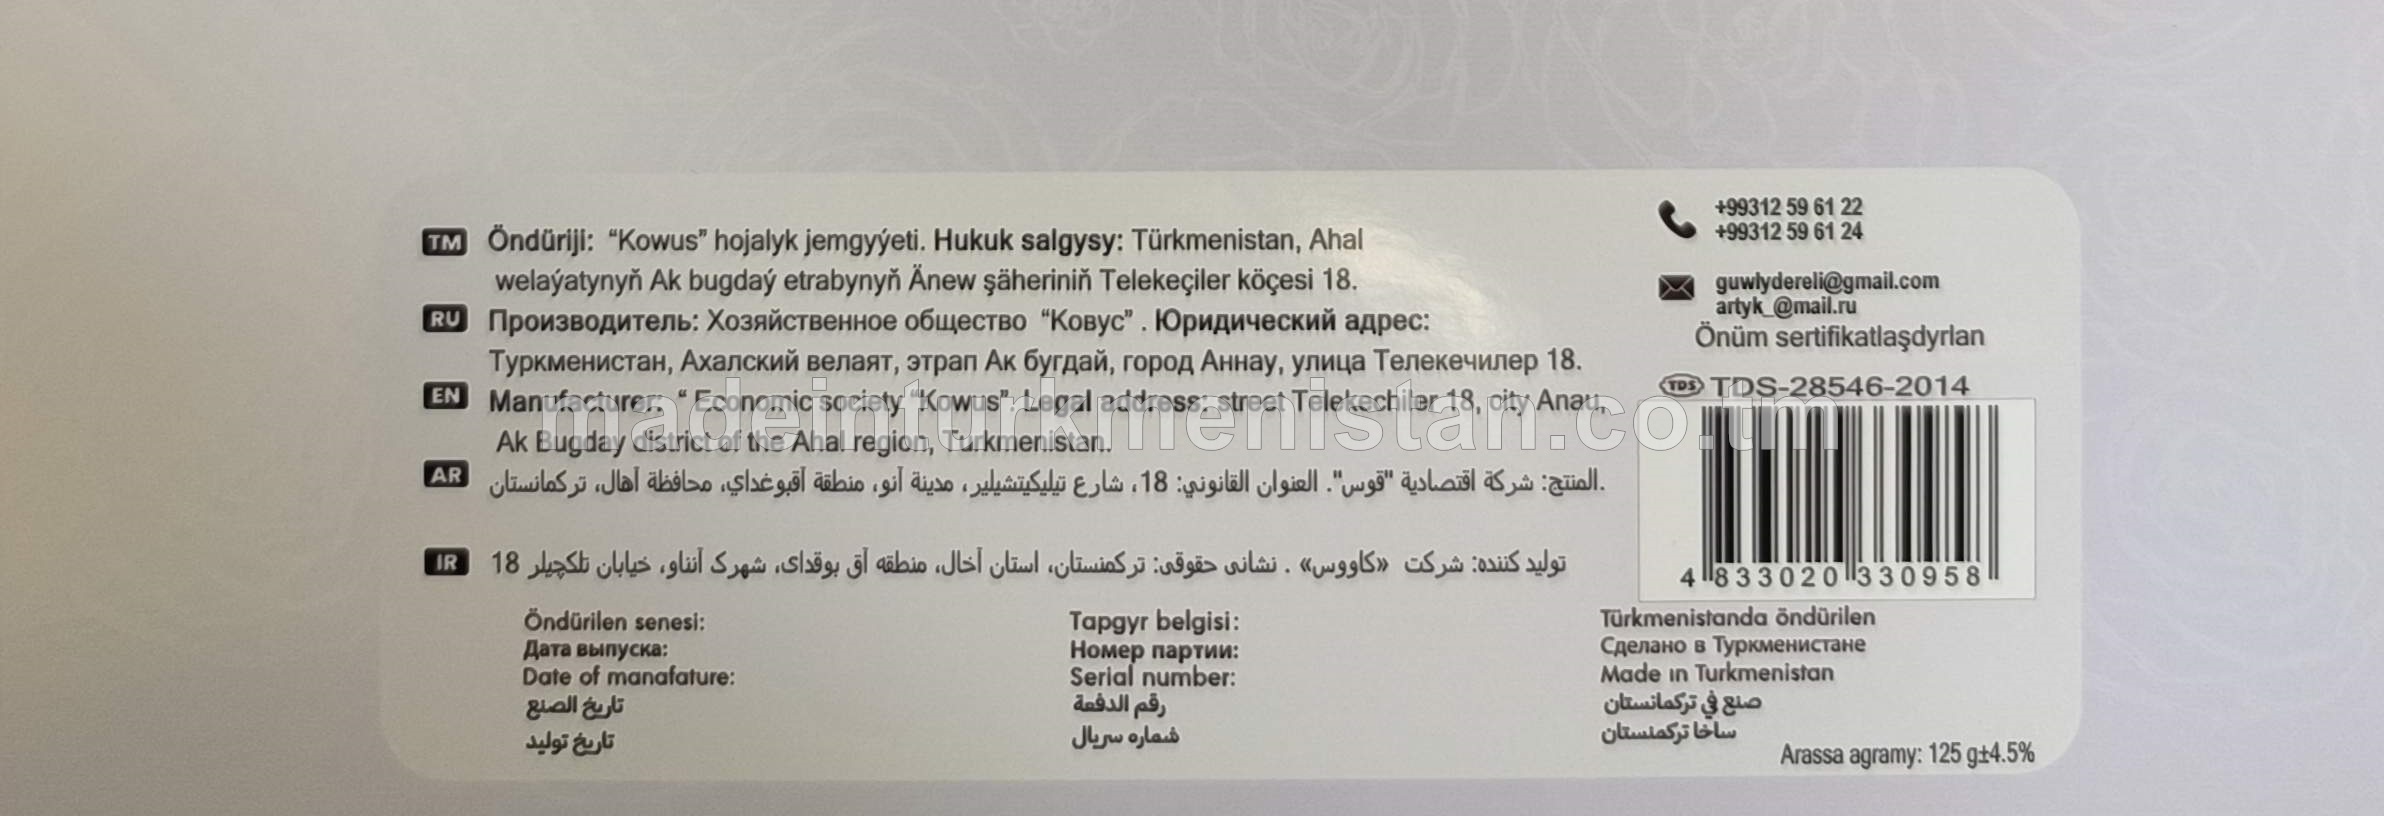 TM Öndüriji: “Kowus” hojalyk jemgyýeti. Hukuk salgysy: Türkmenistan, Ahal
welaýatynyň Ak bugdaý etrabynyň Änew şäheriniň Telekeçiler köçesi 18.
RU Производитель: Хозяйственное общество “Ковус” . Юридический адрес:
Туркменистан, Ахалский велаят, этрап Ак бугдай, город Аннау, улица Телекечилер 18.
EN Manufacturer: “ Economic society “Kowus”. Legal address: street Telekechiler 18, city Anau,
Ak Bugday district of the Ahal region, Turkmenistan..
madeinturkmenistan.co.tm
AR المنتج: شركة اقتصادية "قوس". العنوان القانوني: 18، شارع تيليكيتشيلير، مدينة آنو، منطقة آقبوغداي، محافظة آهال، تركمانستان.
IR تولید کننده: شرکت «کاووس» . نشانی حقوقی: ترکمنستان، استان آخال، منطقه آق بوقدای، شهرک آنناو، خیابان تلکچیلر 18
+99312 59 61 22
+99312 59 61 24
guwlydereli@gmail.com
artyk_@mail.ru
Önüm sertifikatlaşdyrlan
TDS TDS-28546-2014
4 833020 330958
Öndürilen senesi:
Дата выпуска:
Date of manafature:
تاريخ الصنع
تاریخ تولید
Tapgyr belgisi:
Номер партии:
Serial number:
رقم الدفعة
شماره سریال
Türkmenistanda öndürilen
Сделано в Туркменистане
Made in Turkmenistan
صنع في تركمانستان
ساخا ترکمنستان
Arassa agramy: 125 g±4.5%